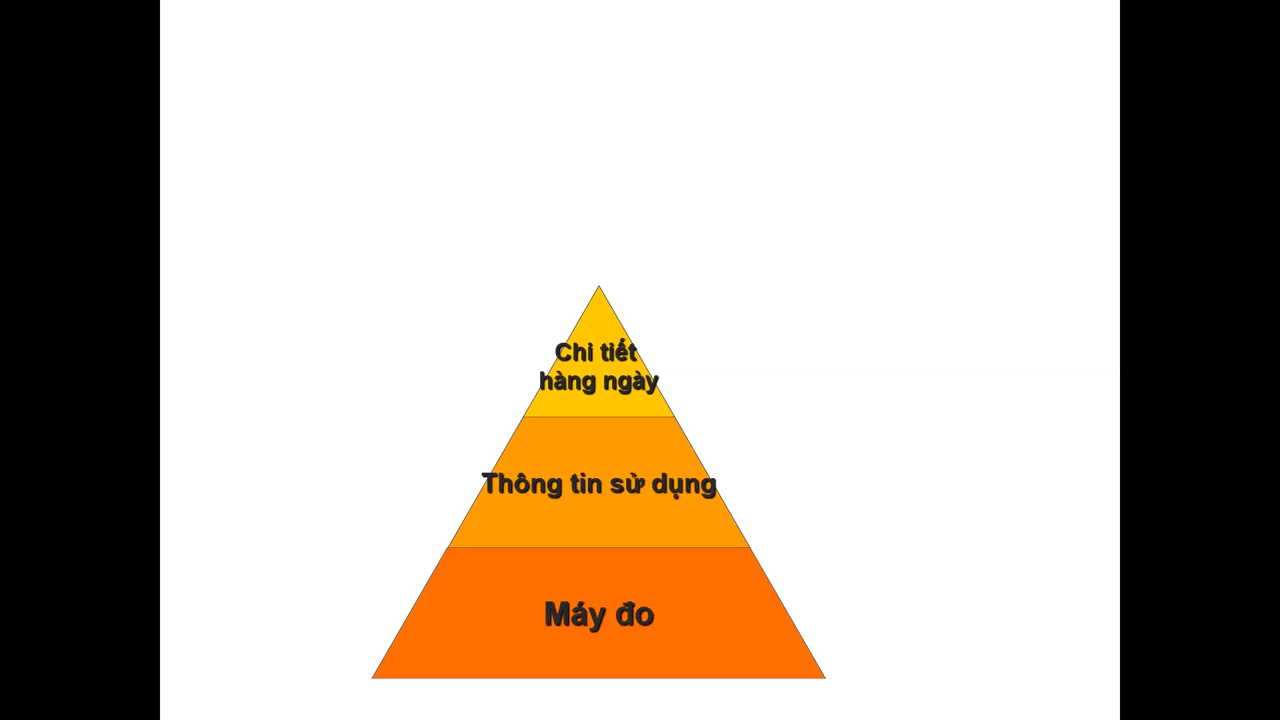 Chi tiết
hàng ngày
Thông tin sử dụng
Máy đo